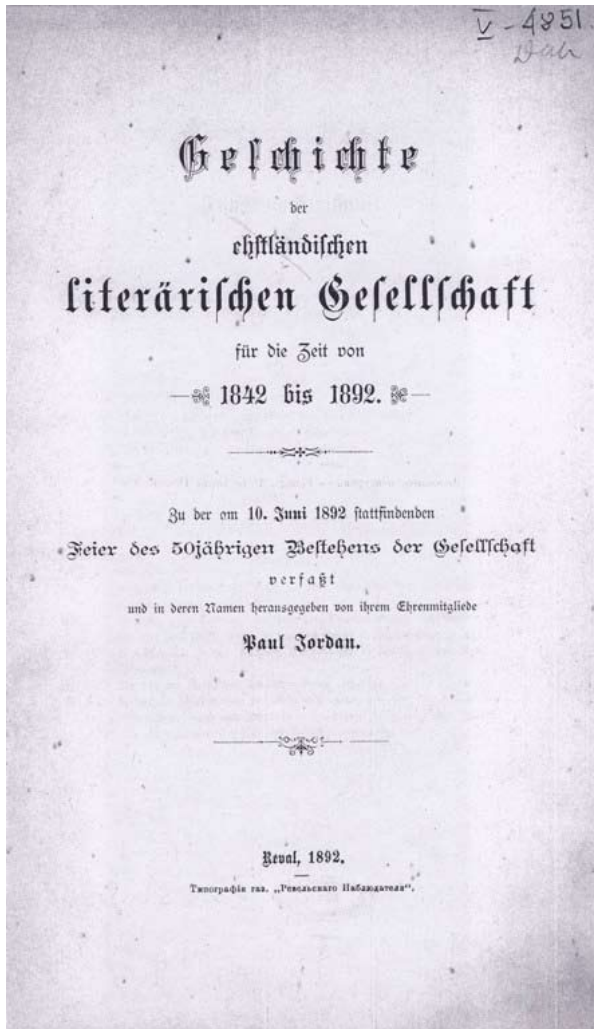 V - 4851.
Geschichte
der
ehstländischen
literärischen Gesellschaft
für die Zeit von
1842 bis 1892.
Zu der am 10. Juni 1892 stattfindenden
Feier des 50jährigen Bestehens der Gesellschaft
verfaßt
und in deren Namen herausgegeben von ihrem Ehrenmitgliede
Paul Jordan.
Reval, 1892.
Типографія газ. „Ревельскаго Наблюдателя“.